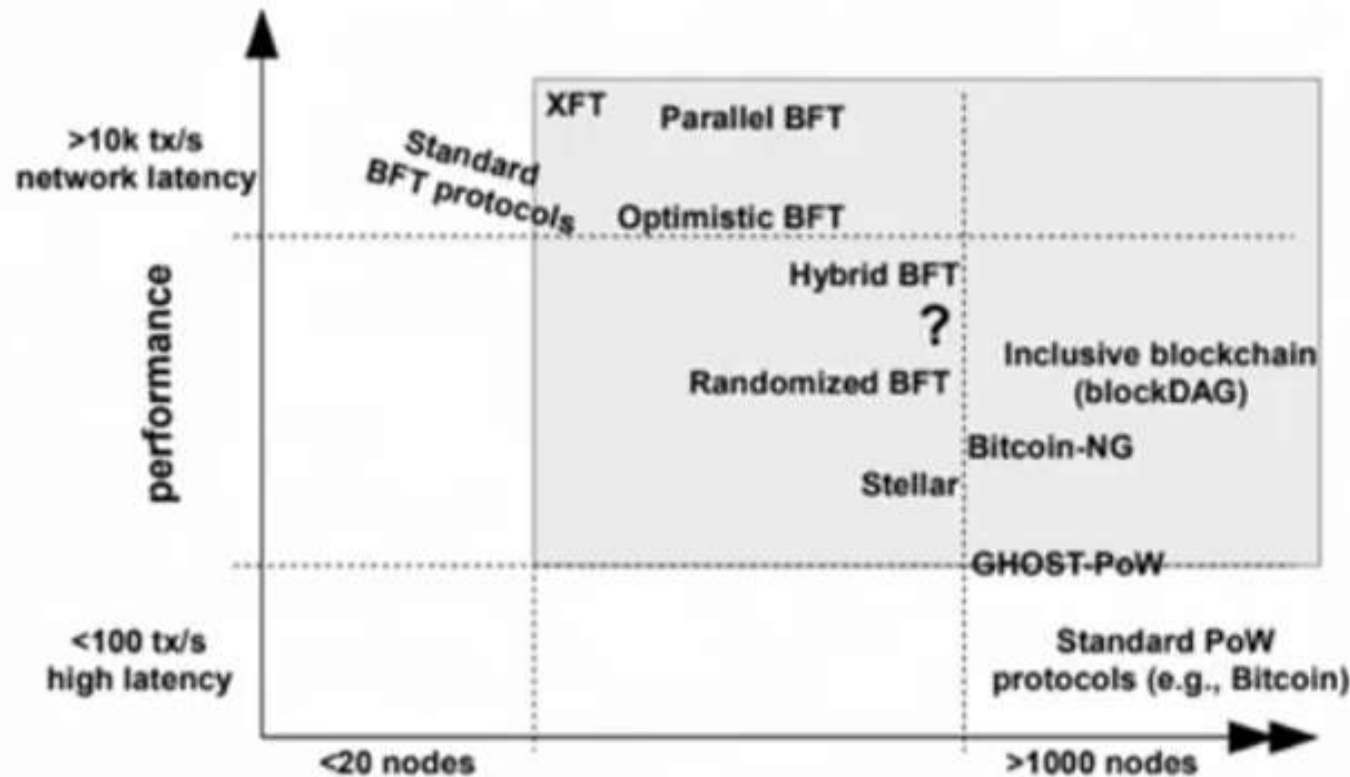 XFT
Parallel BFT
>10k tx/s
network latency
Standard
BFT protocols
Optimistic BFT
Hybrid BFT
?
performance
Inclusive blockchain
(blockDAG)
Randomized BFT
Bitcoin-NG
Stellar
GHOST-PoW
<100 tx/s
high latency
Standard PoW
protocols (e.g., Bitcoin)
<20 nodes
>1000 nodes